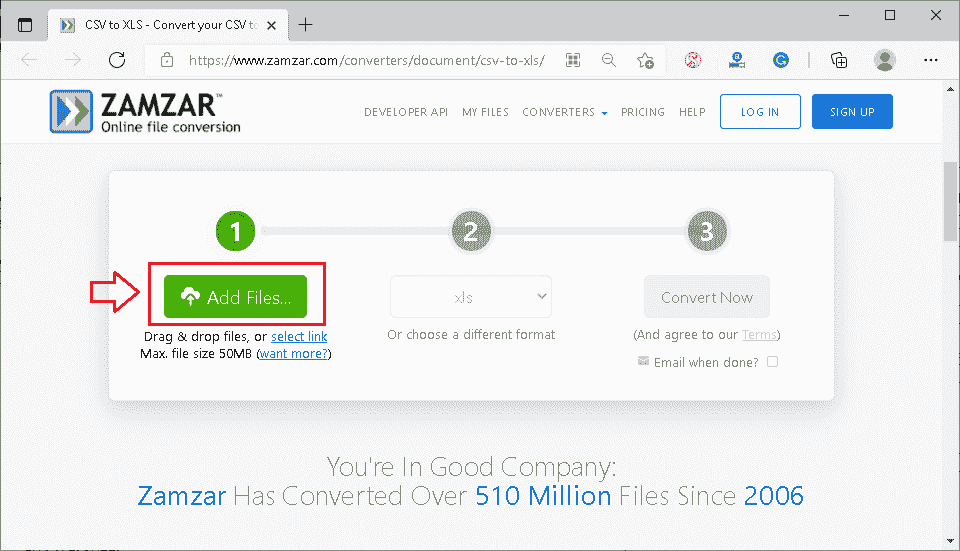 CSV to XLS - Convert your CSV to
https://www.zamzar.com/converters/document/csv-to-xls/
ZAMZAR™
Online file conversion
DEVELOPER API MY FILES CONVERTERS PRICING HELP LOG IN SIGN UP
1 2 3
Add Files... xls Convert Now
Drag & drop files, or select link Or choose a different format (And agree to our Terms)
Max. file size 50MB (want more?) Email when done?
You're In Good Company:
Zamzar Has Converted Over 510 Million Files Since 2006